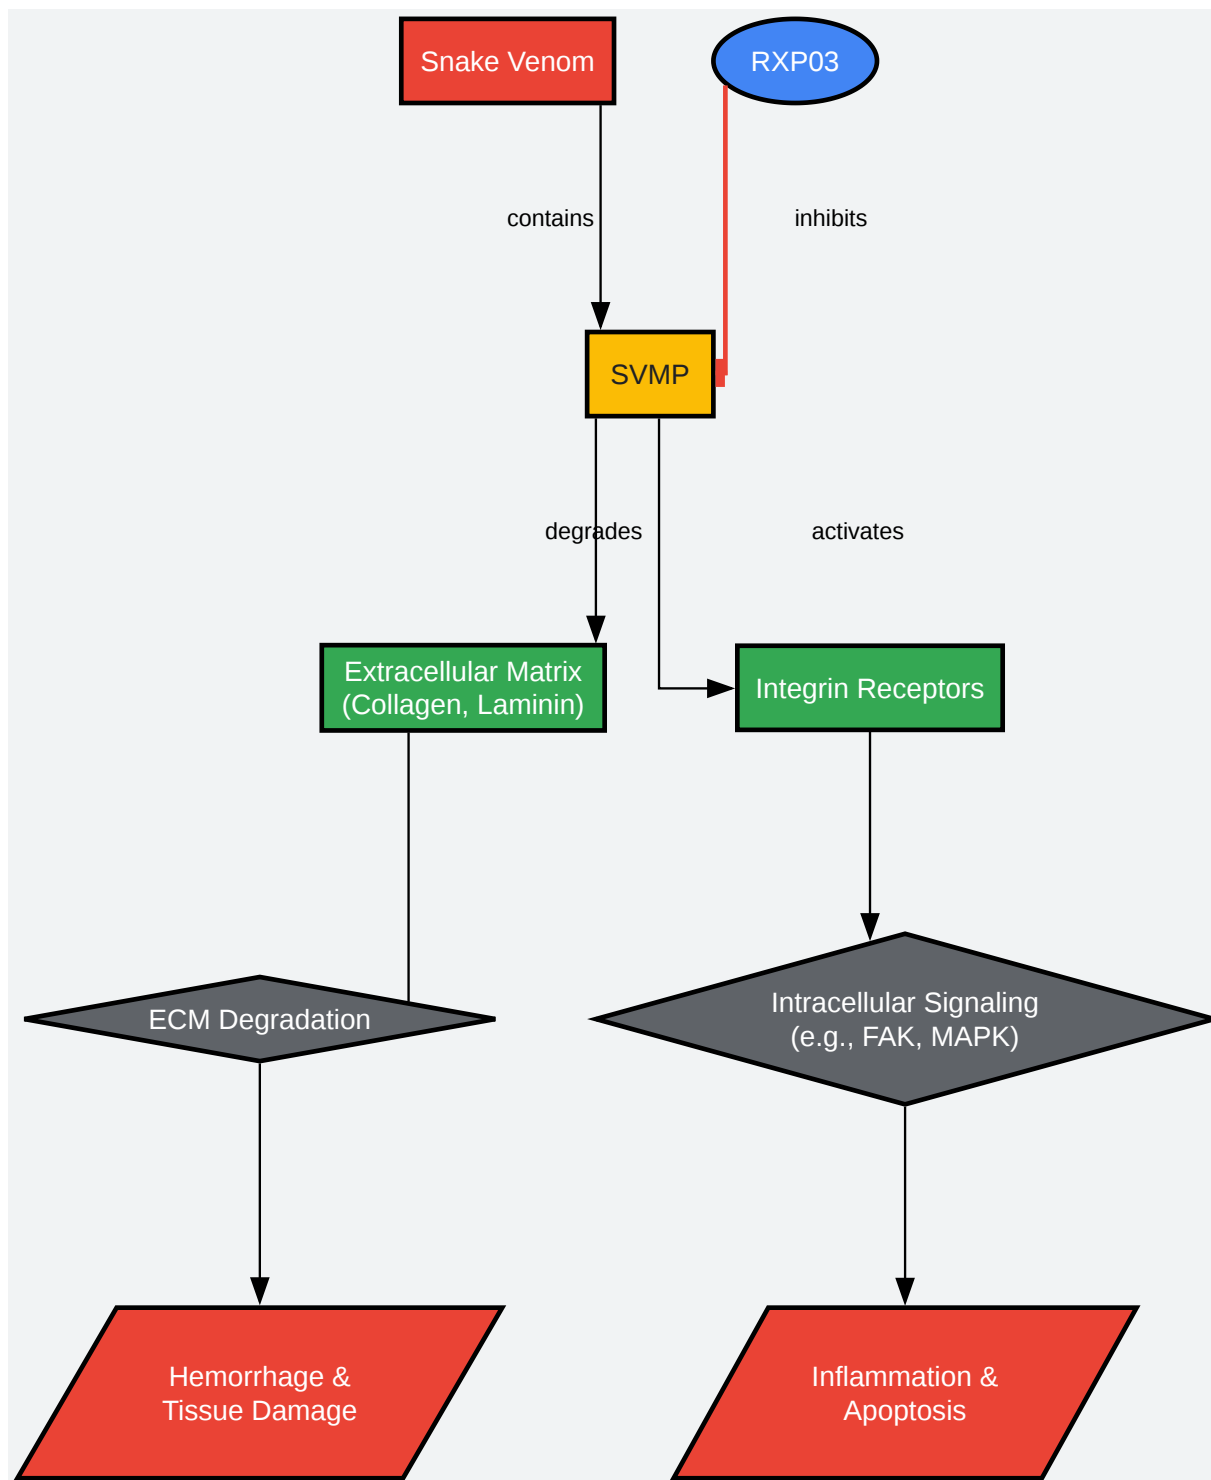 Snake Venom
RXP03
contains
inhibits
SVMP
degrades
activates
Extracellular Matrix
(Collagen, Laminin)
Integrin Receptors
ECM Degradation
Intracellular Signaling
(e.g., FAK, MAPK)
Hemorrhage &
Tissue Damage
Inflammation &
Apoptosis